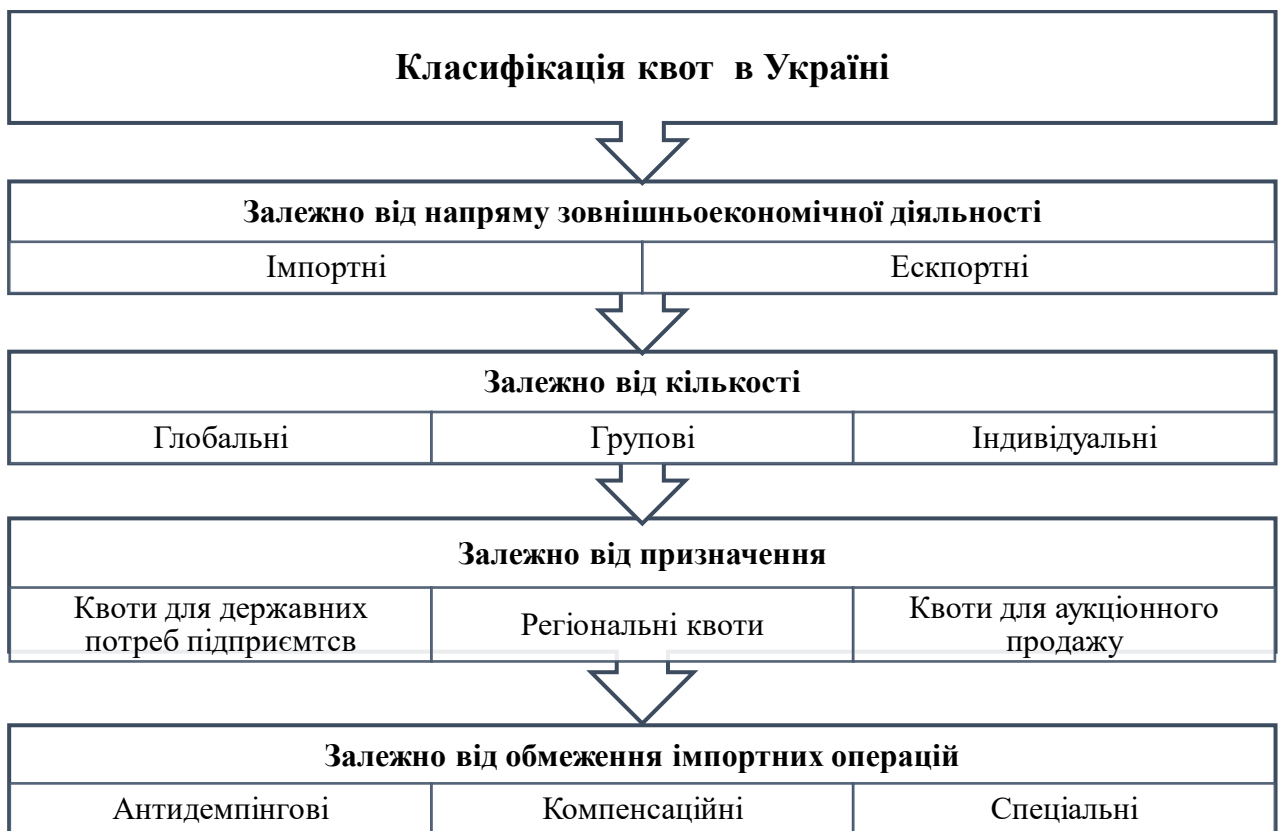 Класифікація квот в Україні
Залежно від напряму зовнішньоекономічної діяльності
Імпортні
Ескпортні
Залежно від кількості
Глобальні
Групові
Індивідуальні
Залежно від призначення
Квоти для державних
потреб підприємтсв
Регіональні квоти
Квоти для аукціонного
продажу
Залежно від обмеження імпортних операцій
Антидемпінгові
Компенсаційні
Спеціальні